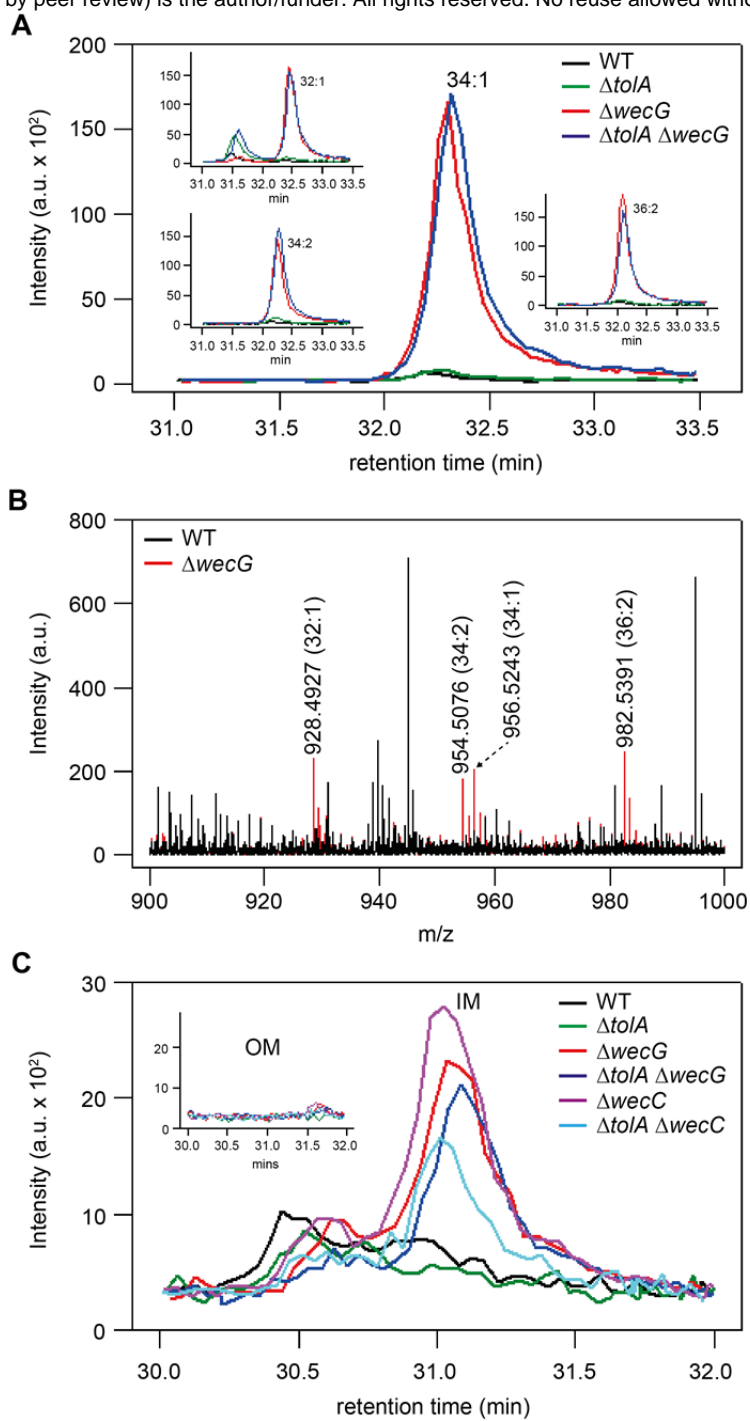 by peer review) is the author/funder. All rights reserved. No reuse allowed witho
A
200
150
100
50
0
Intensity (a.u. x 10²)
31.0 31.5 32.0 32.5 33.0 33.5
retention time (min)
34:1
WT
ΔtolA
ΔwecG
ΔtolA ΔwecG
150
100
50
0
32:1
31.0 31.5 32.0 32.5 33.0 33.5
min
150
100
50
0
34:2
31.0 31.5 32.0 32.5 33.0 33.5
min
150
100
50
0
36:2
31.0 31.5 32.0 32.5 33.0 33.5
min
B
800
600
400
200
0
Intensity (a.u.)
WT
ΔwecG
928.4927 (32:1)
954.5076 (34:2)
956.5243 (34:1)
982.5391 (36:2)
900 920 940 960 980 1000
m/z
C
30
20
10
0
Intensity (a.u. x 10²)
IM
WT
ΔtolA
ΔwecG
ΔtolA ΔwecG
ΔwecC
ΔtolA ΔwecC
OM
20
10
0
30.0 30.5 31.0 31.5 32.0
mins
30.0 30.5 31.0 31.5 32.0
retention time (min)